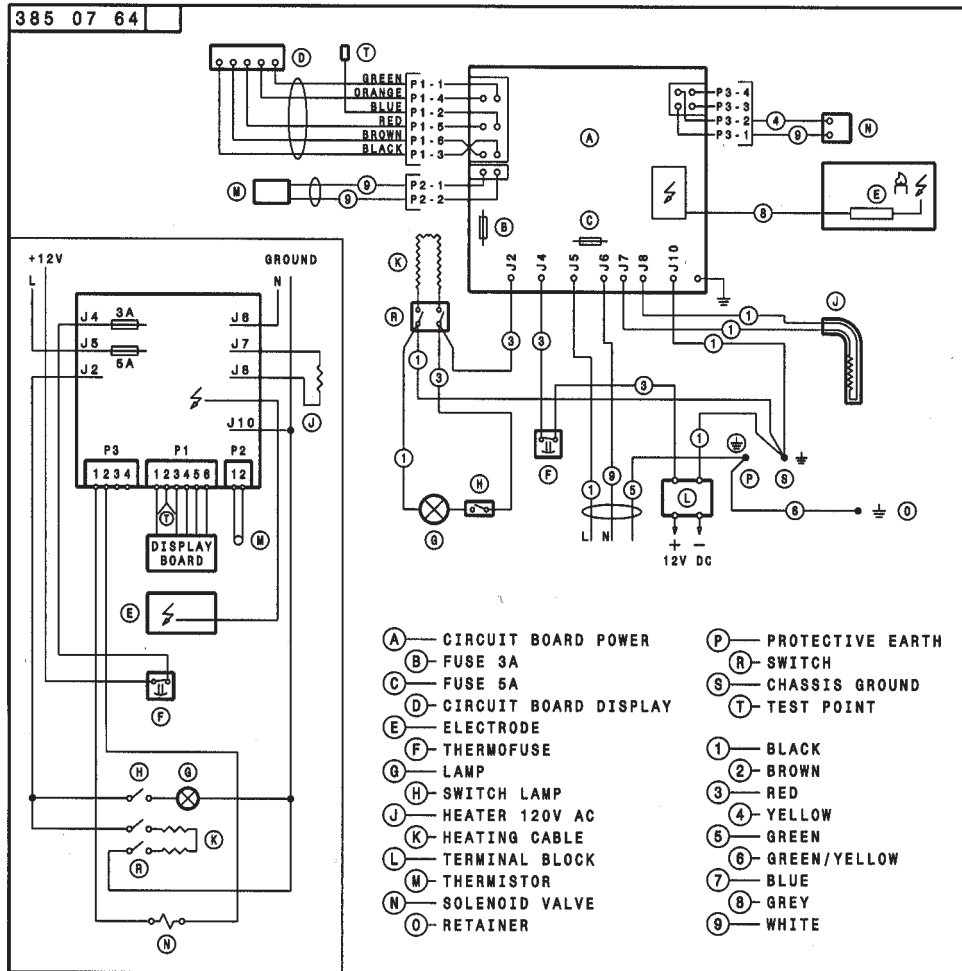 385 07 64
D
T
GREEN P1-1
ORANGE P1-4
BLUE P1-2
RED P1-5
BROWN P1-6
BLACK P1-3
P3-4
P3-3
P3-2 4
P3-1 9 N
A
M 9 P2-1
9 P2-2
B
C
8
E
K
J2 J4 J5 J6 J7 J8 J10
R
J
1
1
1
1 3 3 3
3
1
1
F
H
G
1 9 5
L N
L
+ −
12V DC
P S
6
O
+12V GROUND
L N
J4 3A J6
J5 5A J7
J2 J8
J
J10
P3 P1 P2
1234 123456 12
T
M
DISPLAY
BOARD
E
F
H G
K
R
N
A CIRCUIT BOARD POWER
B FUSE 3A
C FUSE 5A
D CIRCUIT BOARD DISPLAY
E ELECTRODE
F THERMOFUSE
G LAMP
H SWITCH LAMP
J HEATER 120V AC
K HEATING CABLE
L TERMINAL BLOCK
M THERMISTOR
N SOLENOID VALVE
O RETAINER
P PROTECTIVE EARTH
R SWITCH
S CHASSIS GROUND
T TEST POINT
1 BLACK
2 BROWN
3 RED
4 YELLOW
5 GREEN
6 GREEN/YELLOW
7 BLUE
8 GREY
9 WHITE